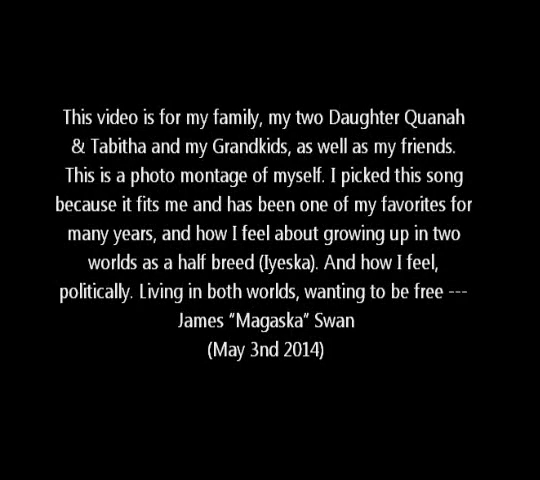 This video is for my family, my two Daughter Quanah
& Tabitha and my Grandkids, as well as my friends.
This is a photo montage of myself. I picked this song
because it fits me and has been one of my favorites for
many years, and how I feel about growing up in two
worlds as a half breed (Iyeska). And how I feel,
politically. Living in both worlds, wanting to be free ---
James “Magaska” Swan
(May 3nd 2014)